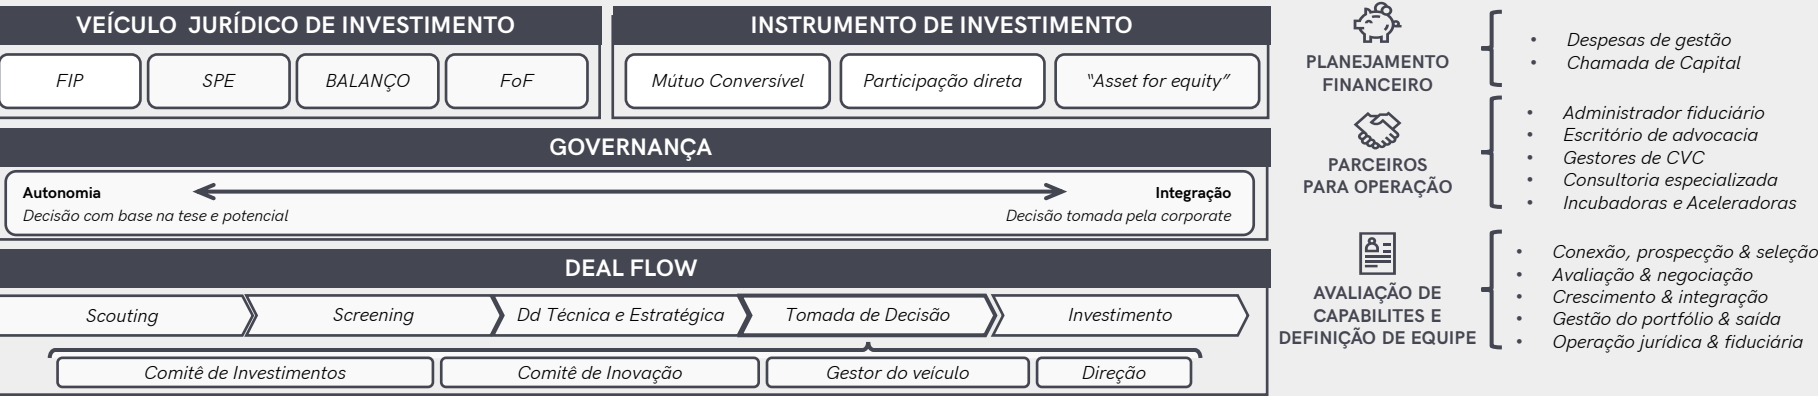 VEÍCULO JURÍDICO DE INVESTIMENTO
FIP
SPE
BALANÇO
FoF
INSTRUMENTO DE INVESTIMENTO
Mútuo Conversível
Participação direta
“Asset for equity”
GOVERNANÇA
Autonomia
Decisão com base na tese e potencial
Integração
Decisão tomada pela corporate
DEAL FLOW
Scouting
Screening
Dd Técnica e Estratégica
Tomada de Decisão
Investimento
Comitê de Investimentos
Comitê de Inovação
Gestor do veículo
Direção
PLANEJAMENTO
FINANCEIRO
• Despesas de gestão
• Chamada de Capital
PARCEIROS
PARA OPERAÇÃO
• Administrador fiduciário
• Escritório de advocacia
• Gestores de CVC
• Consultoria especializada
• Incubadoras e Aceleradoras
AVALIAÇÃO DE
CAPABILITES E
DEFINIÇÃO DE EQUIPE
• Conexão, prospecção & seleção
• Avaliação & negociação
• Crescimento & integração
• Gestão do portfólio & saída
• Operação jurídica & fiduciária